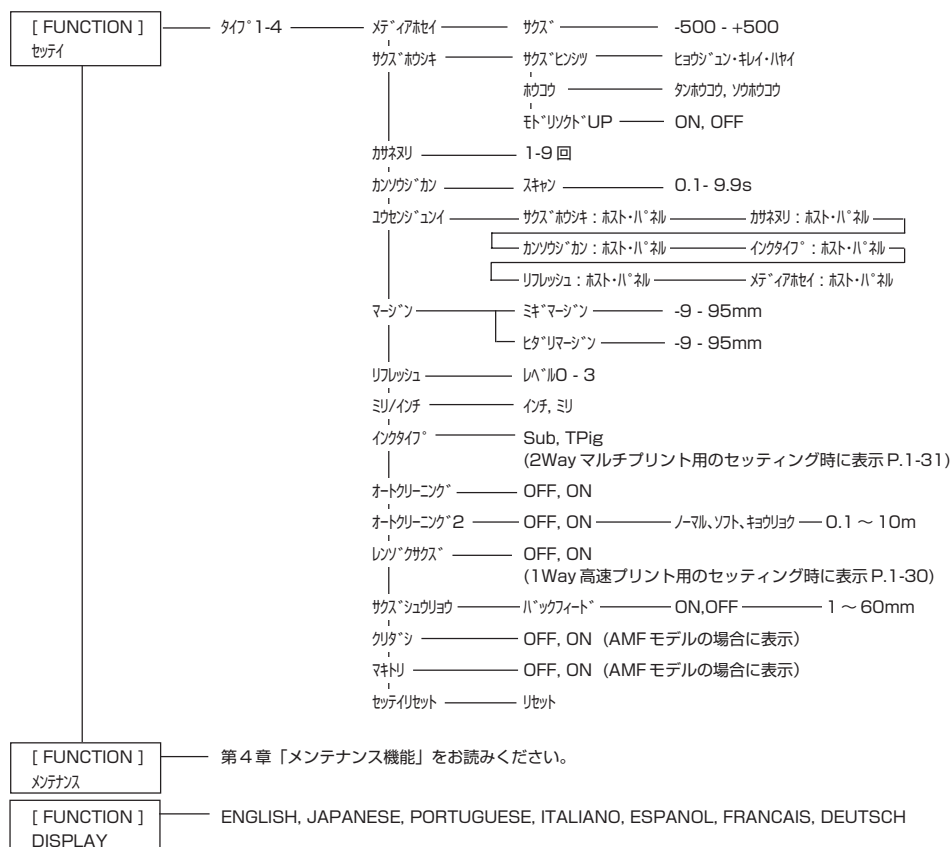 [ FUNCTION ] ﾀｲﾌﾟ1-4 ﾒﾃﾞｨｱﾎｾｲ ｻｸｽﾞ -500 - +500
ｾｯﾃｲ ｻｸｽﾞﾎｳｼｷ ｻｸｽﾞﾋﾝｼﾂ ﾋｮｳｼﾞｭﾝ･ｷﾚｲ･ﾊﾔｲ
ﾎｳｺｳ ﾀﾝﾎｳｺｳ, ｿｳﾎｳｺｳ
ﾓﾄﾞﾘｿｸﾄﾞUP ON, OFF
ｶｻﾈﾇﾘ 1-9 回
ｶﾝｿｳｼﾞｶﾝ ｽｷｬﾝ 0.1- 9.9s
ﾕｳｾﾝｼﾞｭﾝｲ ｻｸｽﾞﾎｳｼｷ : ﾎｽﾄ･ﾊﾟﾈﾙ ｶｻﾈﾇﾘ : ﾎｽﾄ･ﾊﾟﾈﾙ
ｶﾝｿｳｼﾞｶﾝ : ﾎｽﾄ･ﾊﾟﾈﾙ ｲﾝｸﾀｲﾌﾟ : ﾎｽﾄ･ﾊﾟﾈﾙ
ﾘﾌﾚｯｼｭ : ﾎｽﾄ･ﾊﾟﾈﾙ ﾒﾃﾞｨｱﾎｾｲ : ﾎｽﾄ･ﾊﾟﾈﾙ
ﾏｰｼﾞﾝ ﾐｷﾞﾏｰｼﾞﾝ -9 - 95mm
ﾋﾀﾞﾘﾏｰｼﾞﾝ -9 - 95mm
ﾘﾌﾚｯｼｭ ﾚﾍﾞﾙ0 - 3
ﾐﾘ/ｲﾝﾁ ｲﾝﾁ, ﾐﾘ
ｲﾝｸﾀｲﾌﾟ Sub, TPig
(2Way マルチプリント用のセッティング時に表示 P.1-31)
ｵｰﾄｸﾘｰﾆﾝｸﾞ OFF, ON
ｵｰﾄｸﾘｰﾆﾝｸﾞ2 OFF, ON ﾉｰﾏﾙ､ｿﾌﾄ､ｷｮｳﾘｮｸ 0.1 ～ 10m
ﾚﾝｿﾞｸｻｸｽﾞ OFF, ON
(1Way 高速プリント用のセッティング時に表示 P.1-30)
ｻｸｽﾞｼｭｳﾘｮｳ ﾊﾞｯｸﾌｨｰﾄﾞ ON,OFF 1 ～ 60mm
ｸﾘﾀﾞｼ OFF, ON (AMF モデルの場合に表示)
ﾏｷﾄﾘ OFF, ON (AMF モデルの場合に表示)
ｾｯﾃｲﾘｾｯﾄ ﾘｾｯﾄ
[ FUNCTION ] 第４章「メンテナンス機能」をお読みください。
ﾒﾝﾃﾅﾝｽ
[ FUNCTION ] ENGLISH, JAPANESE, PORTUGUESE, ITALIANO, ESPANOL, FRANCAIS, DEUTSCH
DISPLAY